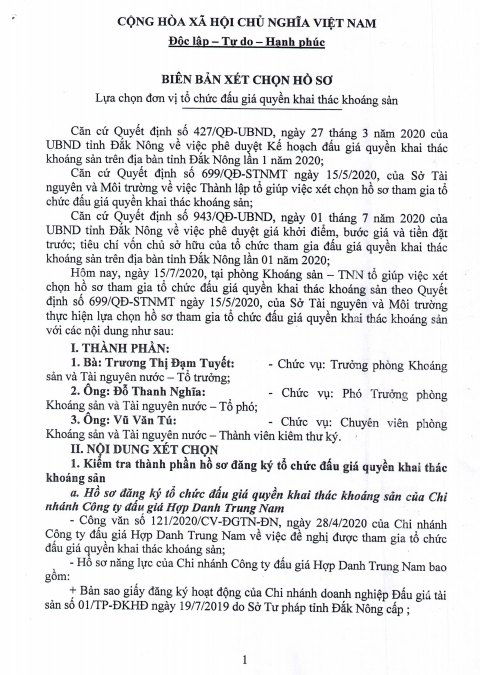 CỘNG HÒA XÃ HỘI CHỦ NGHĨA VIỆT NAM
Độc lập – Tự do – Hạnh phúc
BIÊN BẢN XÉT CHỌN HỒ SƠ
Lựa chọn đơn vị tổ chức đấu giá quyền khai thác khoáng sản
Căn cứ Quyết định số 427/QĐ-UBND, ngày 27 tháng 3 năm 2020 của
UBND tỉnh Đắk Nông về việc phê duyệt Kế hoạch đấu giá quyền khai thác
khoáng sản trên địa bàn tỉnh Đắk Nông lần 1 năm 2020;
Căn cứ Quyết định số 699/QĐ-STNMT ngày 15/5/2020, của Sở Tài
nguyên và Môi trường về việc Thành lập tổ giúp việc xét chọn hồ sơ tham gia tổ
chức đấu giá quyền khai thác khoáng sản;
Căn cứ Quyết định số 943/QĐ-UBND, ngày 01 tháng 7 năm 2020 của
UBND tỉnh Đắk Nông về việc phê duyệt giá khởi điểm, bước giá và tiền đặt
trước; tiêu chí vốn chủ sở hữu của tổ chức tham gia đấu giá quyền khai thác
khoáng sản trên địa bàn tỉnh Đắk Nông lần 01 năm 2020;
Hôm nay, ngày 15/7/2020, tại phòng Khoáng sản – TNN tổ giúp việc xét
chọn hồ sơ tham gia tổ chức đấu giá quyền khai thác khoáng sản theo Quyết
định số 699/QĐ-STNMT ngày 15/5/2020, của Sở Tài nguyên và Môi trường
thực hiện lựa chọn hồ sơ tham gia tổ chức đấu giá quyền khai thác khoáng sản
với các nội dung như sau:
I. THÀNH PHẦN:
1. Bà: Trương Thị Đạm Tuyết: - Chức vụ: Trưởng phòng Khoáng
sản và Tài nguyên nước – Tổ trưởng;
2. Ông: Đỗ Thanh Nghĩa: - Chức vụ: Phó Trưởng phòng
Khoáng sản và Tài nguyên nước – Tổ phó;
3. Ông: Vũ Văn Tú: - Chức vụ: Chuyên viên phòng
Khoáng sản và Tài nguyên nước – Thành viên kiêm thư ký.
II. NỘI DUNG XÉT CHỌN
1. Kiểm tra thành phần hồ sơ đăng ký tổ chức đấu giá quyền khai thác
khoáng sản
a. Hồ sơ đăng ký tổ chức đấu giá quyền khai thác khoáng sản của Chi
nhánh Công ty đấu giá Hợp Danh Trung Nam
- Công văn số 121/2020/CV-ĐGTN-ĐN, ngày 28/4/2020 của Chi nhánh
Công ty đấu giá Hợp Danh Trung Nam về việc đề nghị được tham gia tổ chức
đấu giá quyền khai thác khoáng sản;
- Hồ sơ năng lực của Chi nhánh Công ty đấu giá Hợp Danh Trung Nam bao
gồm:
+ Bản sao giấy đăng ký hoạt động của Chi nhánh doanh nghiệp Đấu giá tài
sản số 01/TP-ĐKHĐ ngày 19/7/2019 do Sở Tư pháp tỉnh Đắk Nông cấp ;
1